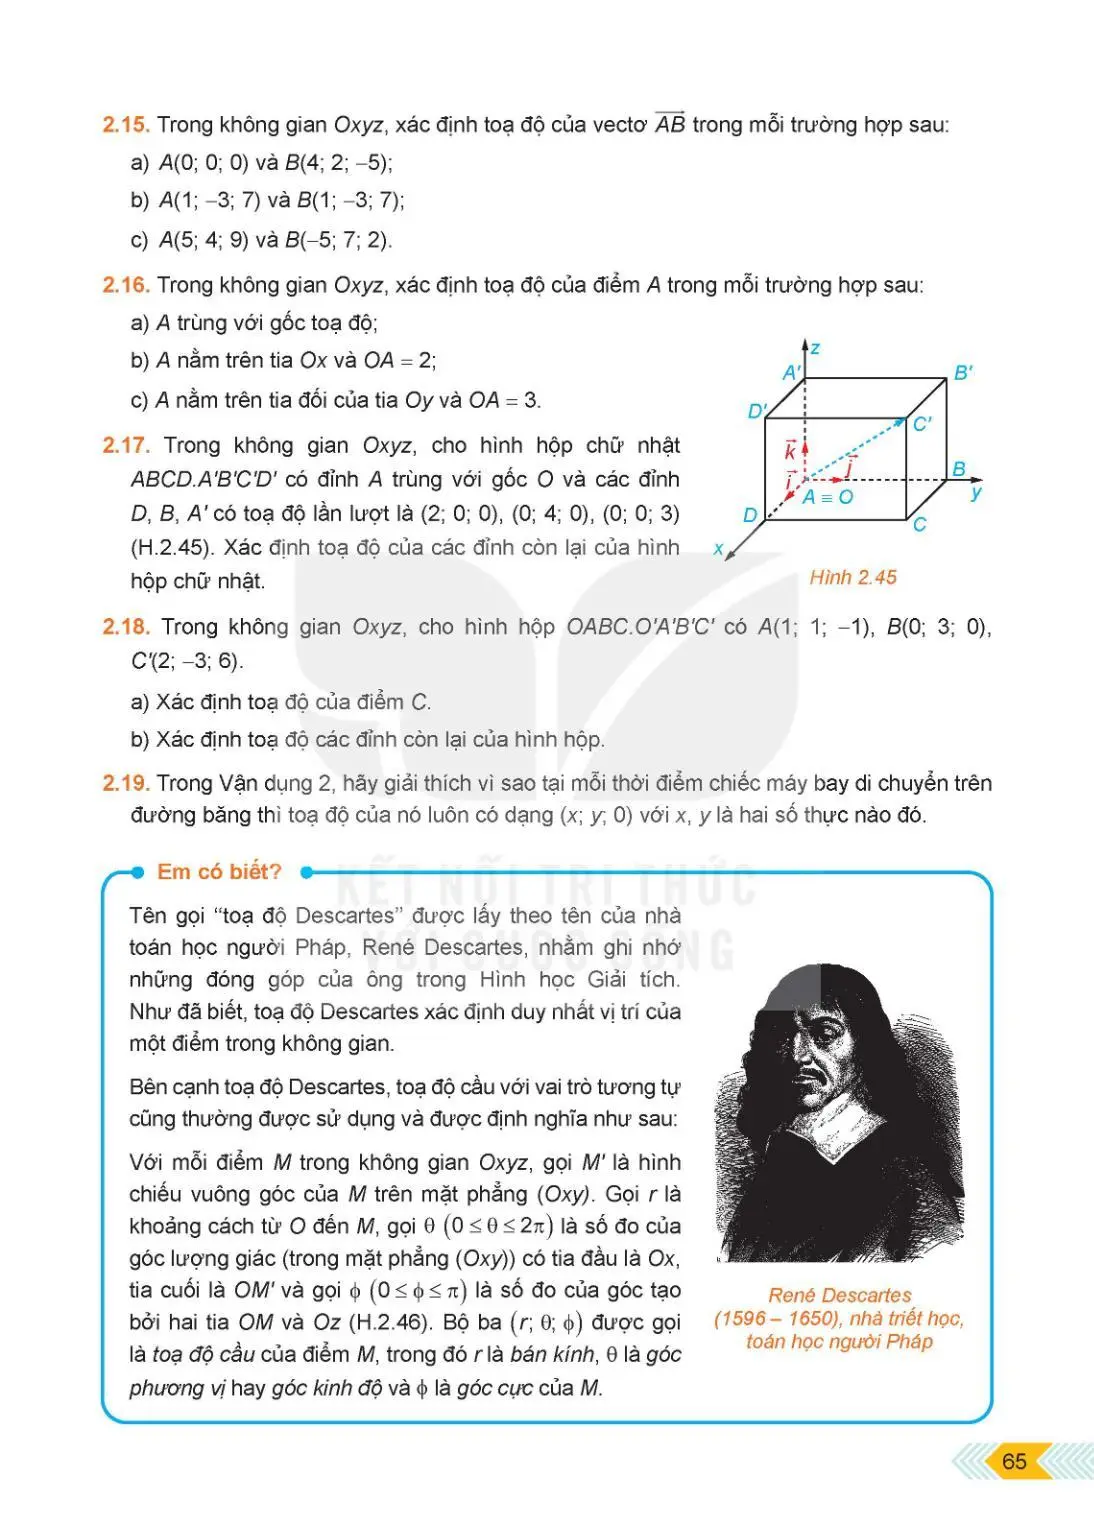 2.15. Trong không gian Oxyz, xác định toạ độ của vectơ AB trong mỗi trường hợp sau:
a) A(0; 0; 0) và B(4; 2; –5);
b) A(1; –3; 7) và B(1; –3; 7);
c) A(5; 4; 9) và B(–5; 7; 2).
2.16. Trong không gian Oxyz, xác định toạ độ của điểm A trong mỗi trường hợp sau:
a) A trùng với gốc toạ độ;
b) A nằm trên tia Ox và OA = 2;
c) A nằm trên tia đối của tia Oy và OA = 3.
2.17. Trong không gian Oxyz, cho hình hộp chữ nhật
ABCD.A'B'C'D' có đỉnh A trùng với gốc O và các đỉnh
D, B, A' có toạ độ lần lượt là (2; 0; 0), (0; 4; 0), (0; 0; 3)
(H.2.45). Xác định toạ độ của các đỉnh còn lại của hình
hộp chữ nhật.
z
A'
B'
D'
C'
k
i
j
B
A ≡ O
y
D
C
x
Hình 2.45
2.18. Trong không gian Oxyz, cho hình hộp OABC.O'A'B'C' có A(1; 1; –1), B(0; 3; 0),
C'(2; –3; 6).
a) Xác định toạ độ của điểm C.
b) Xác định toạ độ các đỉnh còn lại của hình hộp.
2.19. Trong Vận dụng 2, hãy giải thích vì sao tại mỗi thời điểm chiếc máy bay di chuyển trên
đường băng thì toạ độ của nó luôn có dạng (x; y; 0) với x, y là hai số thực nào đó.
KẾT NỐI TRI THỨC
VỚI CUỘC SỐNG
Em có biết?
Tên gọi “toạ độ Descartes” được lấy theo tên của nhà
toán học người Pháp, René Descartes, nhằm ghi nhớ
những đóng góp của ông trong Hình học Giải tích.
Như đã biết, toạ độ Descartes xác định duy nhất vị trí của
một điểm trong không gian.
Bên cạnh toạ độ Descartes, toạ độ cầu với vai trò tương tự
cũng thường được sử dụng và được định nghĩa như sau:
Với mỗi điểm M trong không gian Oxyz, gọi M' là hình
chiếu vuông góc của M trên mặt phẳng (Oxy). Gọi r là
khoảng cách từ O đến M, gọi θ (0 ≤ θ ≤ 2π) là số đo của
góc lượng giác (trong mặt phẳng (Oxy)) có tia đầu là Ox,
tia cuối là OM' và gọi ϕ (0 ≤ ϕ ≤ π) là số đo của góc tạo
bởi hai tia OM và Oz (H.2.46). Bộ ba (r; θ; ϕ) được gọi
là toạ độ cầu của điểm M, trong đó r là bán kính, θ là góc
phương vị hay góc kinh độ và ϕ là góc cực của M.
René Descartes
(1596 – 1650), nhà triết học,
toán học người Pháp
65